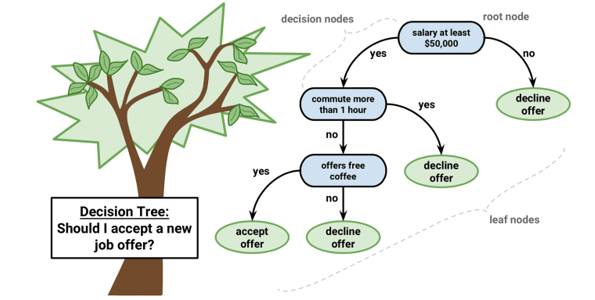 decision nodes
root node
salary at least
$50,000
yes
no
commute more
than 1 hour
yes
decline
offer
no
offers free
coffee
decline
offer
yes
no
leaf nodes
Decision Tree:
Should I accept a new
job offer?
accept
offer
decline
offer